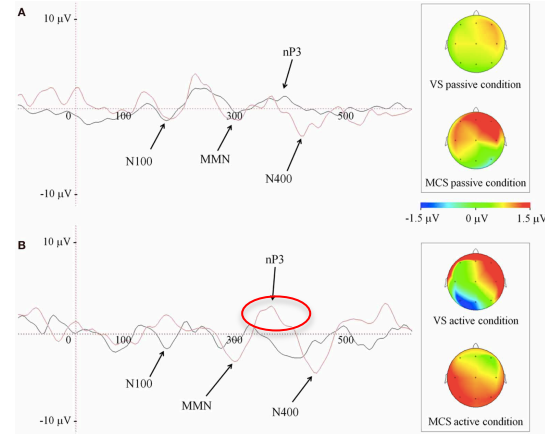 A
10 µV
nP3
0
100
300
500
N100
MMN
N400
-10 µV
VS passive condition
MCS passive condition
-1.5 µV
0 µV
1.5 µV
B
10 µV
nP3
0
100
300
500
N100
MMN
N400
-10 µV
VS active condition
MCS active condition